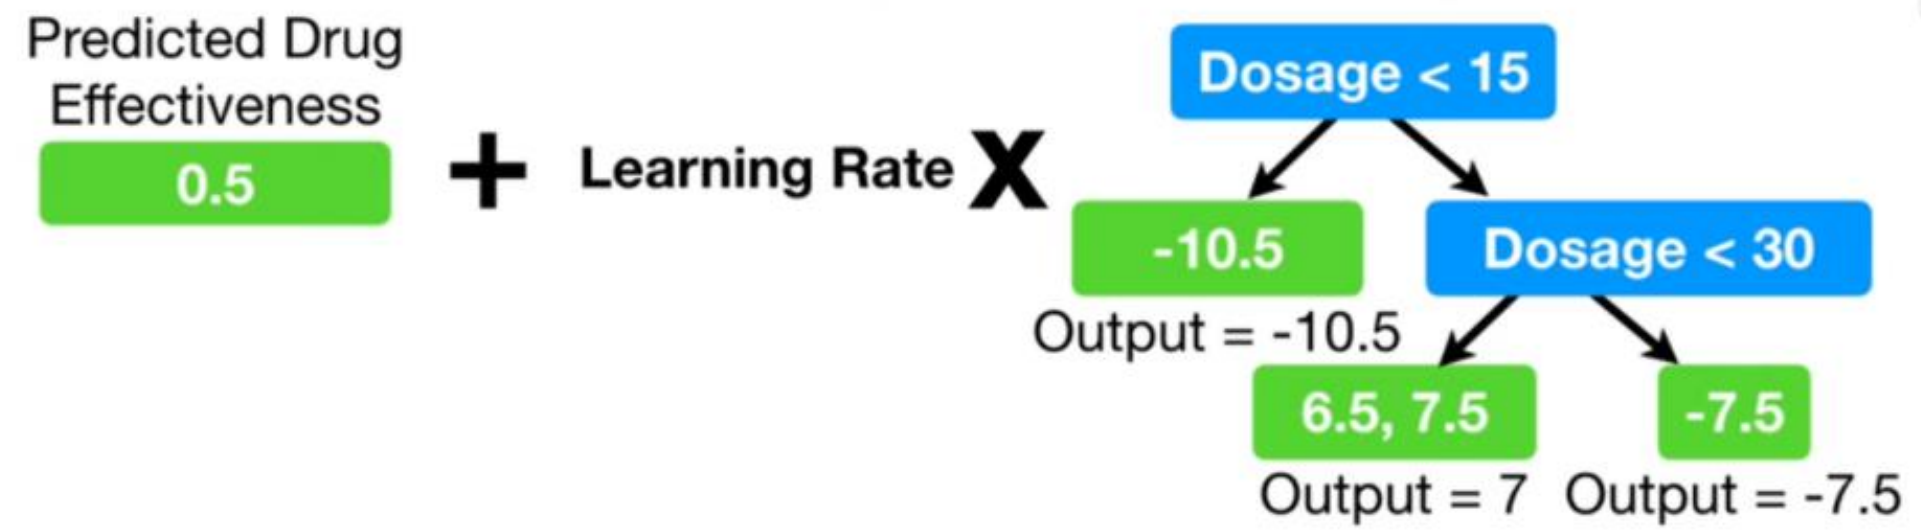 Predicted Drug
Effectiveness
0.5
+ Learning Rate X
Dosage < 15
-10.5
Output = -10.5
Dosage < 30
6.5, 7.5
Output = 7
-7.5
Output = -7.5